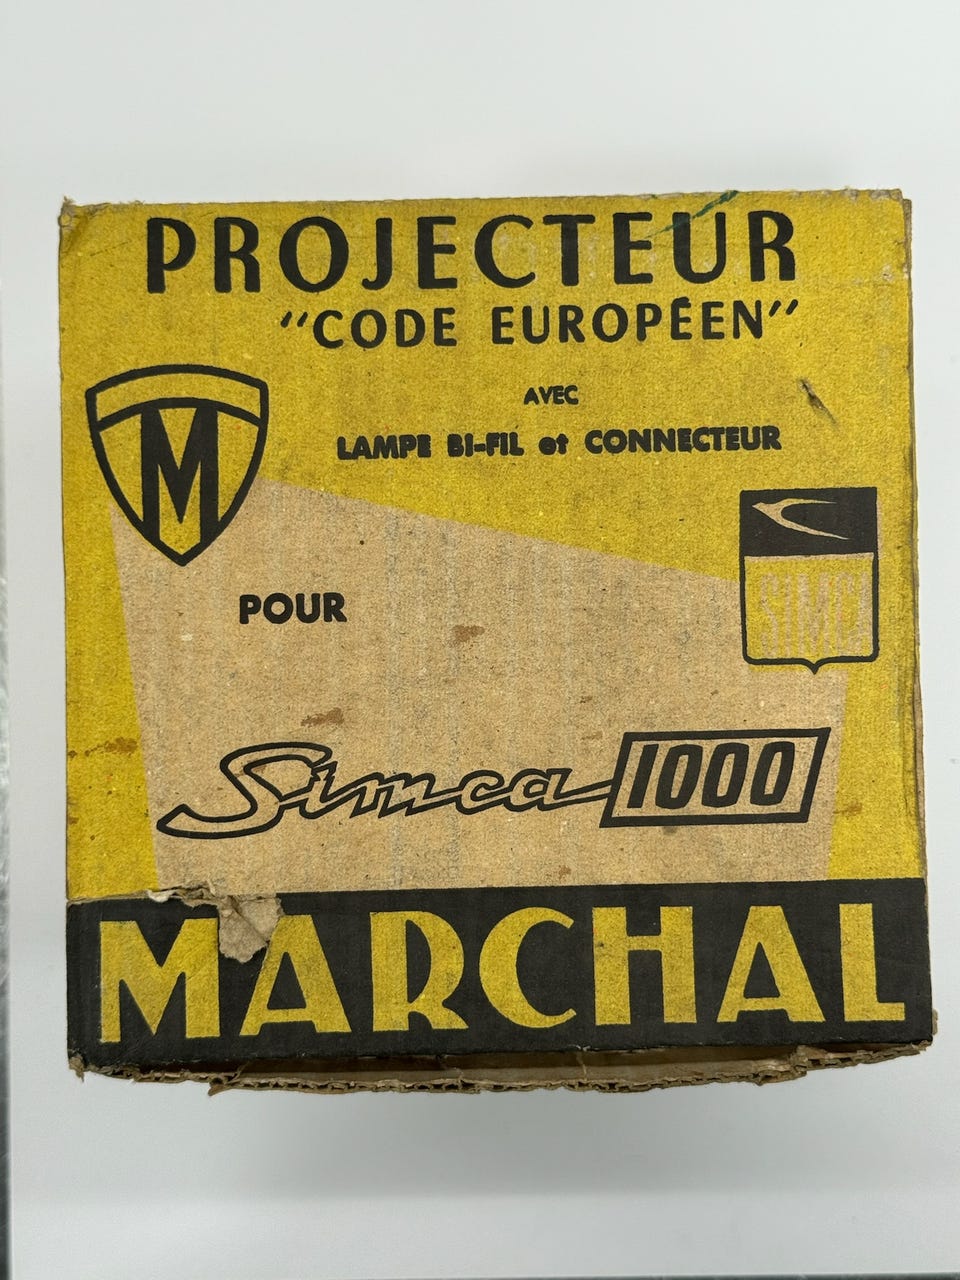 PROJECTEUR
"CODE EUROPÉEN"
AVEC
LAMPE BI-FIL et CONNECTEUR
M
SIMCA
POUR
Simca 1000
MARCHAL